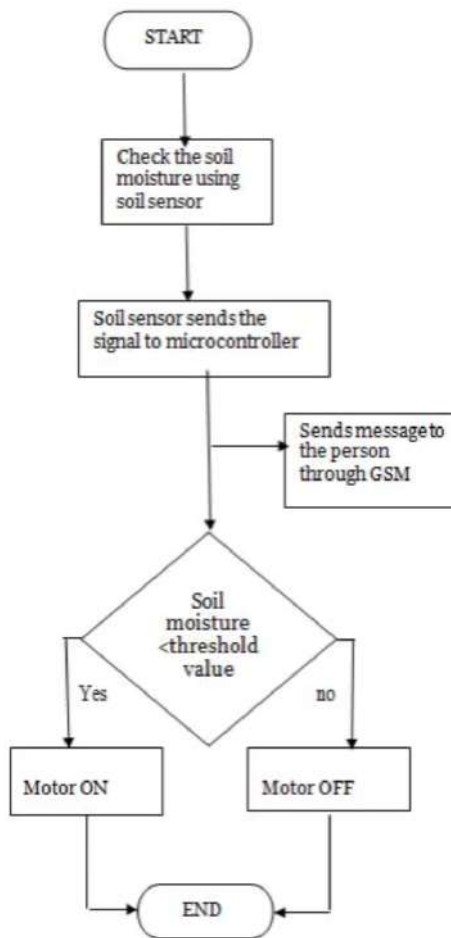 START
Check the soil
moisture using
soil sensor
Soil sensor sends the
signal to microcontroller
Sends message to
the person
through GSM
Soil
moisture
<threshold
value
Yes
no
Motor ON
Motor OFF
END